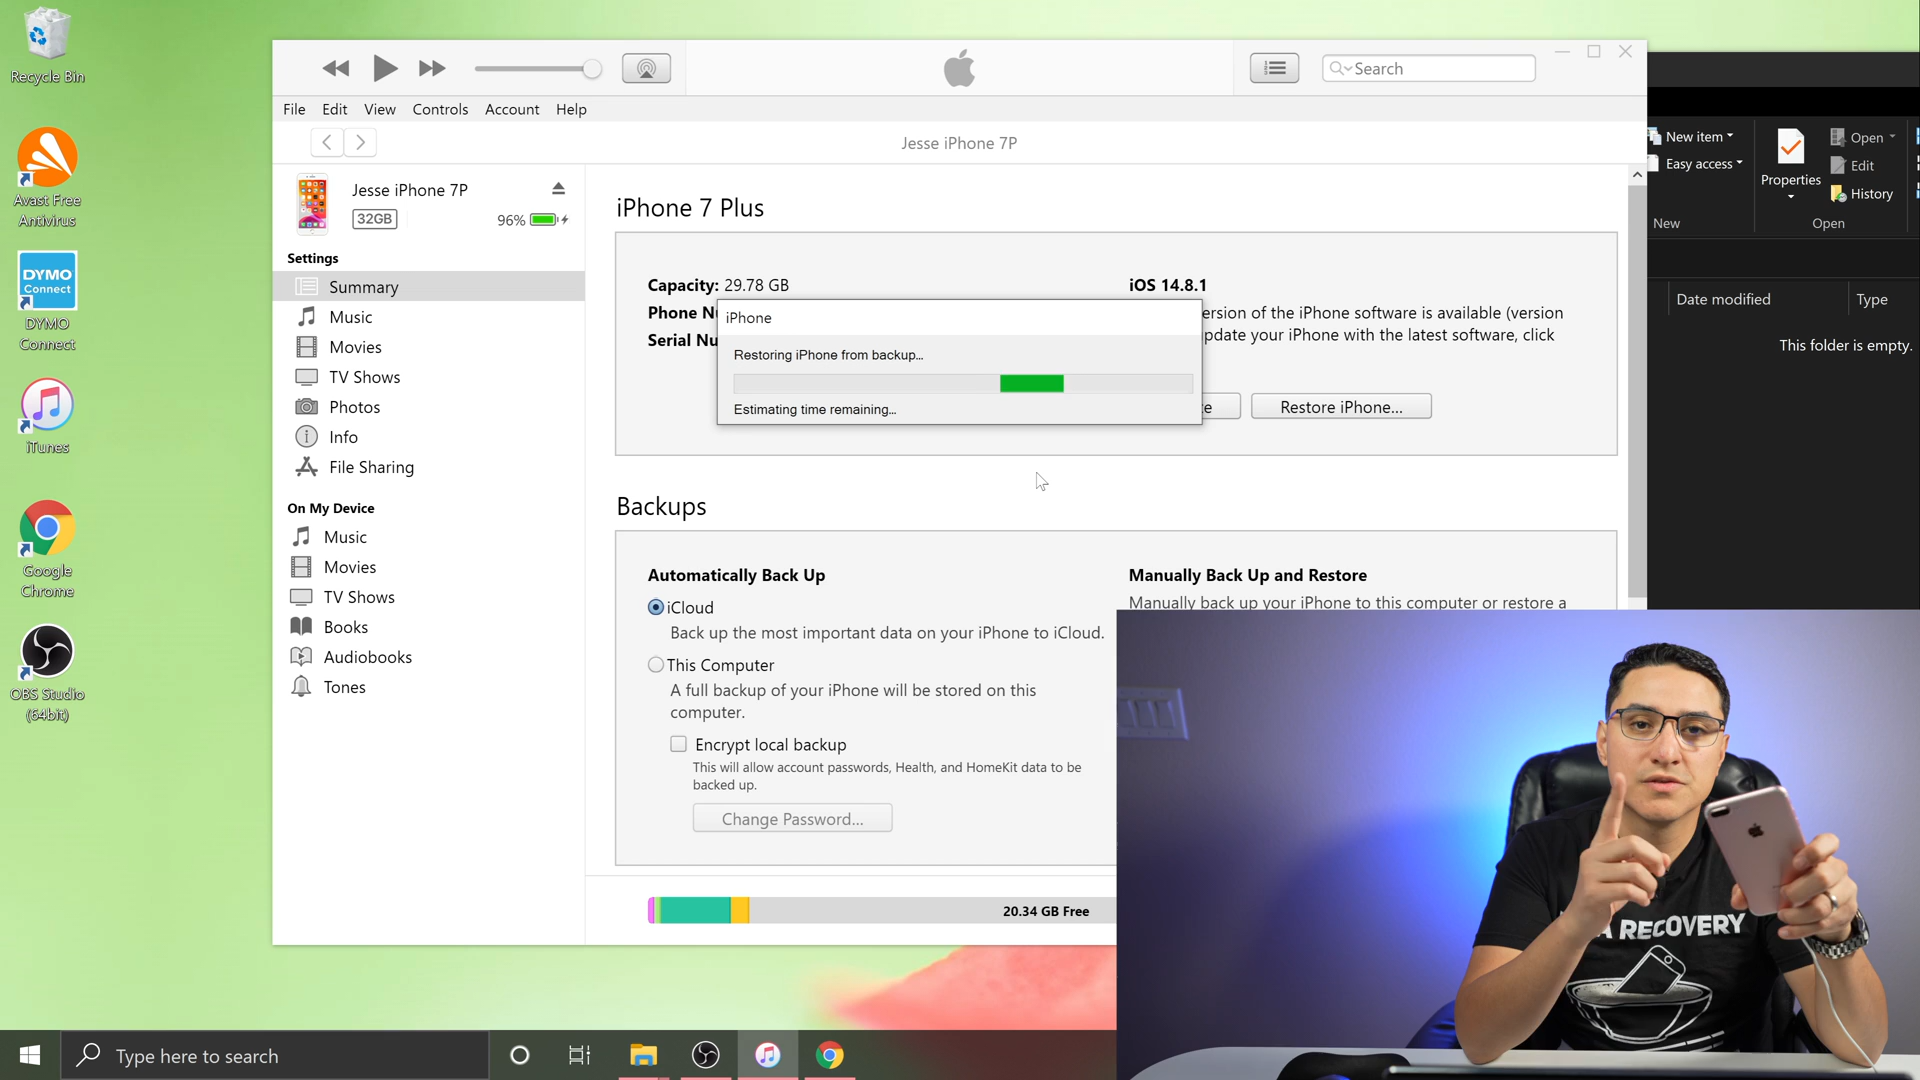 Recycle Bin
Avast Free
Antivirus
DYMO
Connect
DYMO
Connect
iTunes
Google
Chrome
OBS Studio
(64bit)
Search
File Edit View Controls Account Help
Jesse iPhone 7P
Jesse iPhone 7P
32GB
96%
Settings
Summary
Music
Movies
TV Shows
Photos
Info
File Sharing
On My Device
Music
Movies
TV Shows
Books
Audiobooks
Tones
iPhone 7 Plus
Capacity: 29.78 GB
Phone N
Serial Nu
iOS 14.8.1
ersion of the iPhone software is available (version
pdate your iPhone with the latest software, click
e
Restore iPhone...
iPhone
Restoring iPhone from backup...
Estimating time remaining...
Backups
Automatically Back Up
iCloud
Back up the most important data on your iPhone to iCloud.
This Computer
A full backup of your iPhone will be stored on this
computer.
Encrypt local backup
This will allow account passwords, Health, and HomeKit data to be
backed up.
Change Password...
Manually Back Up and Restore
Manually back up your iPhone to this computer or restore a
20.34 GB Free
New item
Easy access
New
Properties
Open
Edit
History
Open
Date modified
Type
This folder is empty.
A RECOVERY
Type here to search